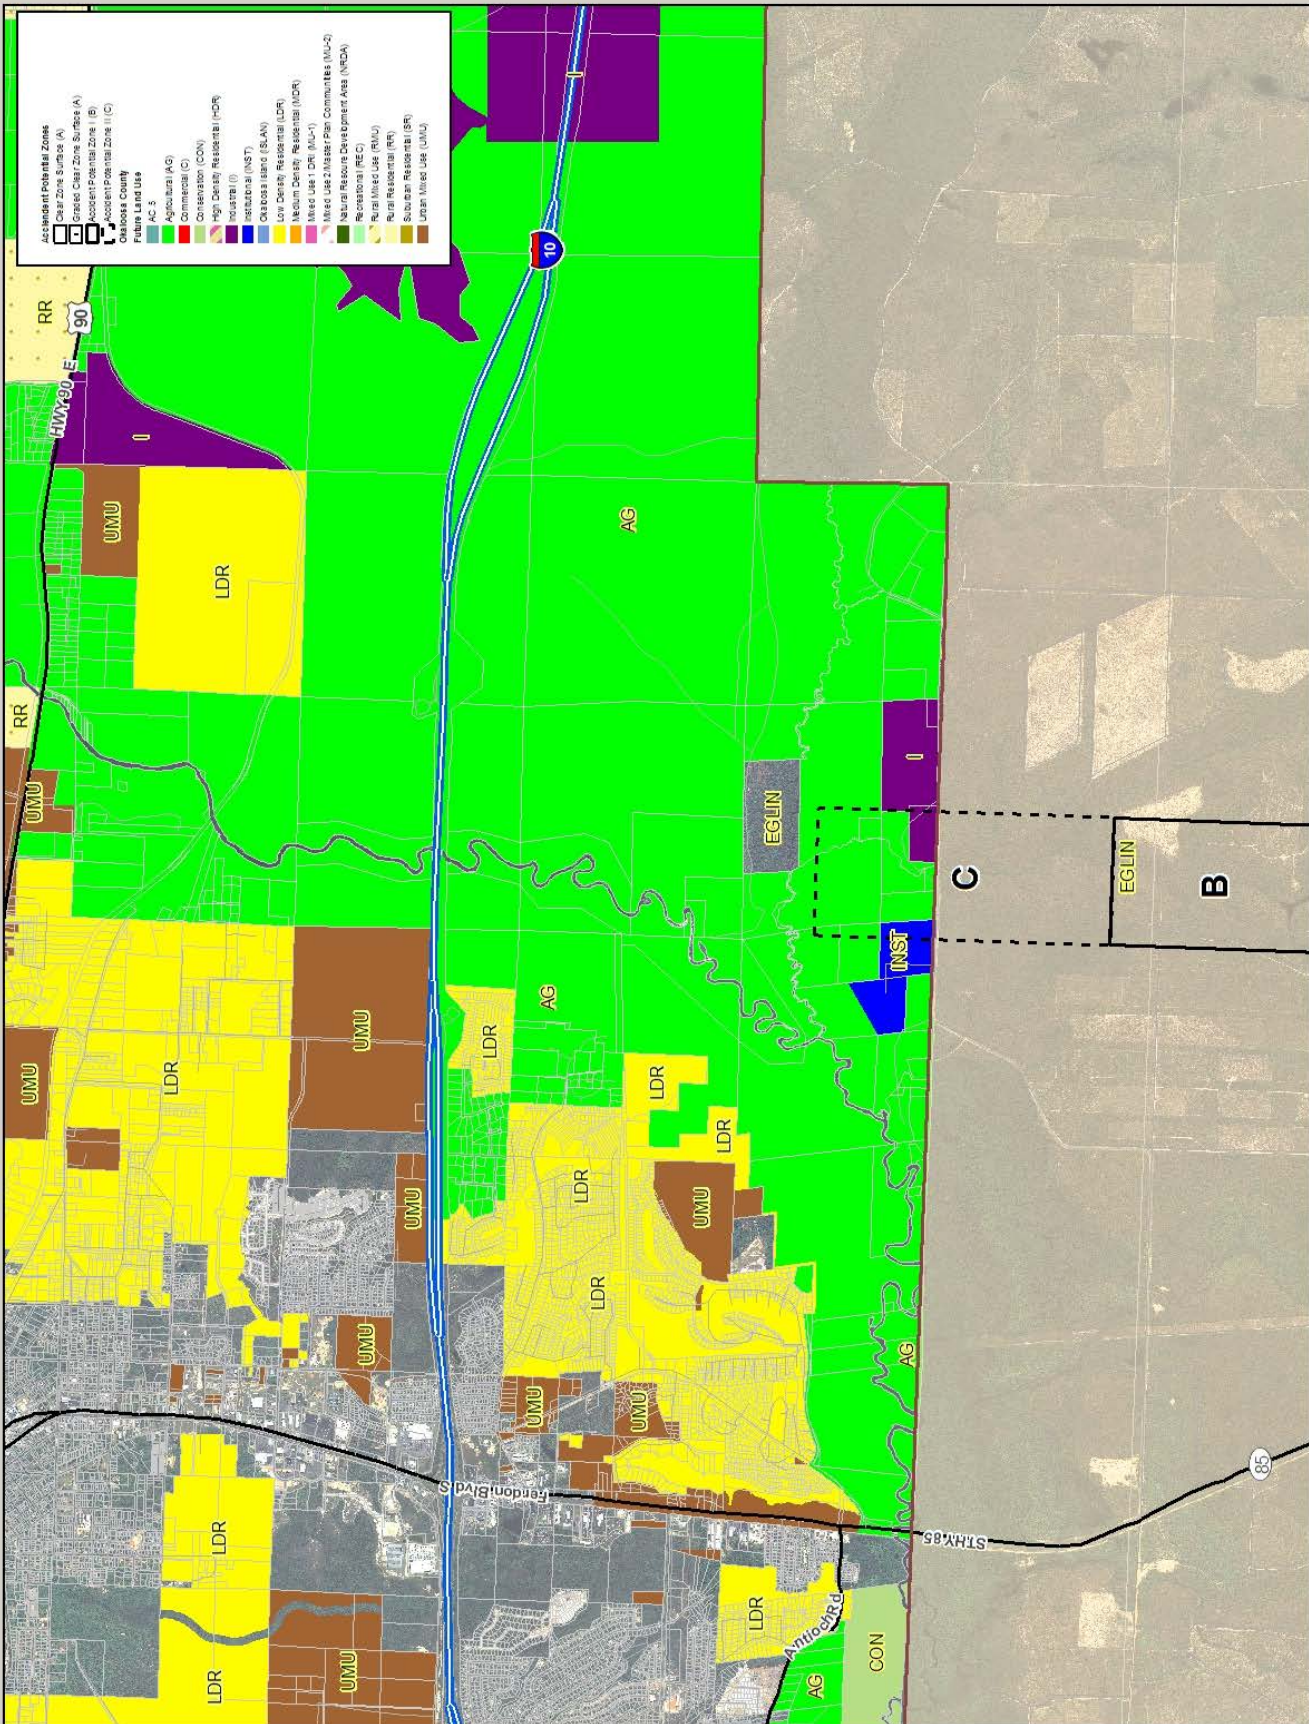 Accidendent Potential Zones
Clear Zone Surface (A)
Graded Clear Zone Surface (A)
Accident Potential Zone I (B)
Accident Potential Zone II (C)
Okaloosa County
Future Land Use
AC 5
Agricultural (AG)
Commercial (C)
Conservation (CON)
High Density Residential (HDR)
Industrial (I)
Institutional (INST)
Okaloosa Island (ISLAN)
Low Density Residential (LDR)
Medium Density Residential (MDR)
Mixed Use 1 DRI (MU-1)
Mixed Use 2/Master Plan Communities (MU-2)
Natural Resoure Development Area (NRDA)
Recreational (REC)
Rural Mixed Use (RMU)
Rural Residential (RR)
Suburban Residential (SR)
Urban Mixed Use (UMU)
RR
90
HWY 90 E
I
UMU
LDR
RR
UMU
I
10
AG
EGLIN
I
INST
C
EGLIN
B
UMU
LDR
UMU
AG
LDR
LDR
LDR
UMU
UMU
LDR
LDR
UMU
UMU
UMU
AG
Ferdon Blvd S
ST HY 85
85
LDR
LDR
UMU
LDR
Antioch Rd
AG
CON